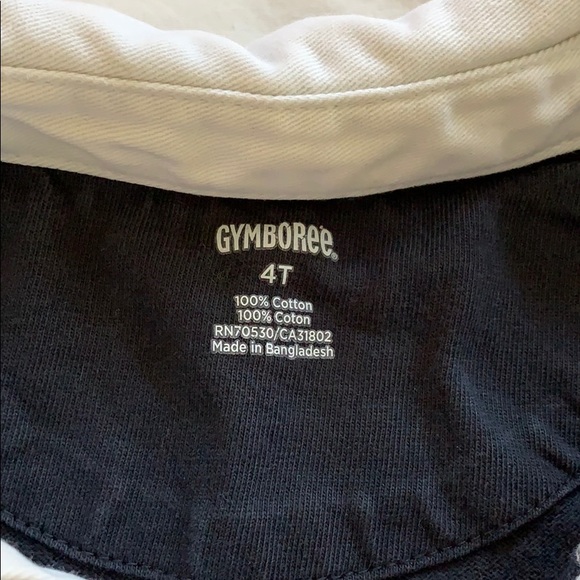 GYMBOREE®
4T
100% Cotton
100% Coton
RN70530/CA31802
Made in Bangladesh